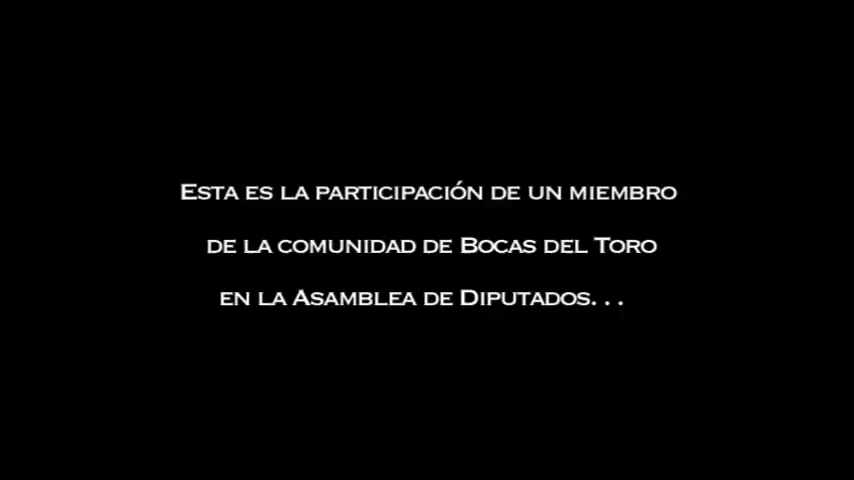 Esta es la participación de un miembro
de la comunidad de Bocas del Toro
en la Asamblea de Diputados. . .